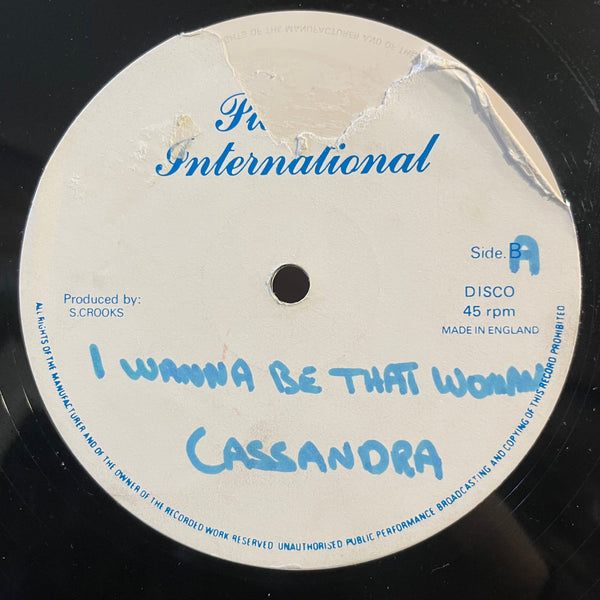 International
Side. B A
Produced by:
S.CROOKS
DISCO
45 rpm
MADE IN ENGLAND
I WANNA BE THAT WOMAN
CASSANDRA
ALL RIGHTS OF THE MANUFACTURER AND OF THE OWNER OF THE RECORDED WORK RESERVED UNAUTHORISED PUBLIC PERFORMANCE BROADCASTING AND COPYING OF THIS RECORD PROHIBITED